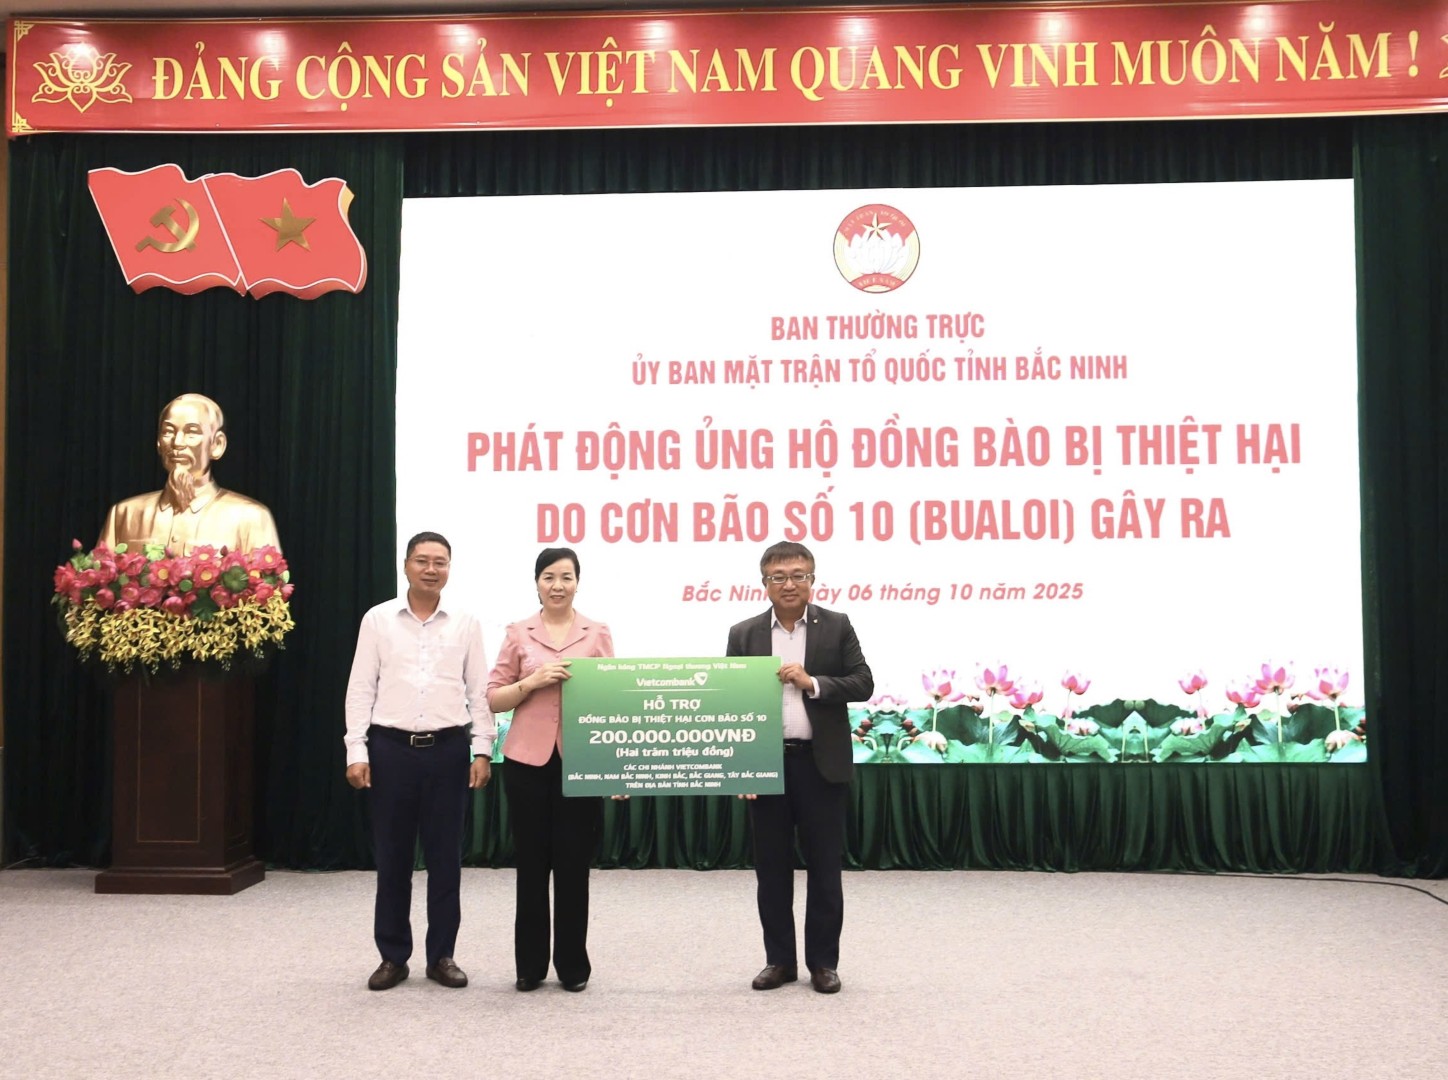 ĐẢNG CỘNG SẢN VIỆT NAM QUANG VINH MUÔN NĂM !
BAN THƯỜNG TRỰC
ỦY BAN MẶT TRẬN TỔ QUỐC TỈNH BẮC NINH
PHÁT ĐỘNG ỦNG HỘ ĐỒNG BÀO BỊ THIỆT HẠI
DO CƠN BÃO SỐ 10 (BUALOI) GÂY RA
Bắc Ninh, ngày 06 tháng 10 năm 2025
Ngân hàng TMCP Ngoại thương Việt Nam
Vietcombank
HỖ TRỢ
ĐỒNG BÀO BỊ THIỆT HẠI CƠN BÃO SỐ 10
200.000.000VNĐ
(Hai trăm triệu đồng)
CÁC CHI NHÁNH VIETCOMBANK
(BẮC NINH, NAM BẮC NINH, KINH BẮC, BẮC GIANG, TÂY BẮC GIANG)
TRÊN ĐỊA BÀN TỈNH BẮC NINH